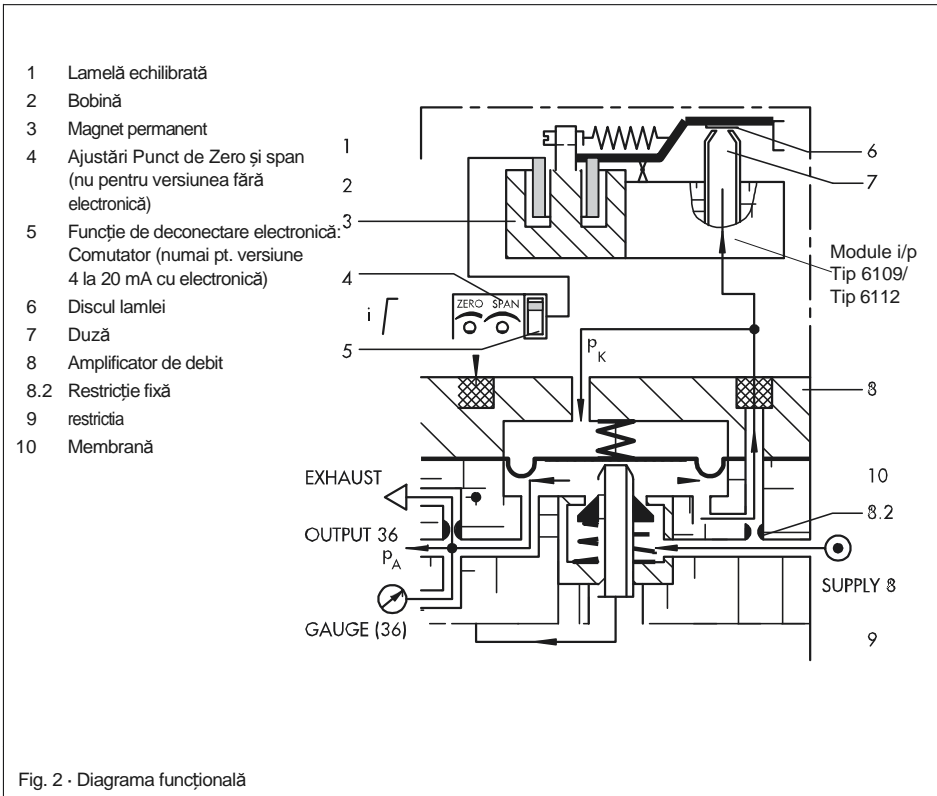 1 Lamelă echilibrată
2 Bobină
3 Magnet permanent
4 Ajustări Punct de Zero și span
(nu pentru versiunea fără
electronică)
5 Funcție de deconectare electronică:
Comutator (numai pt. versiune
4 la 20 mA cu electronică)
6 Discul lamlei
7 Duză
8 Amplificator de debit
8.2 Restricție fixă
9 restrictia
10 Membrană
1
2
3
4
5
6
7
Module i/p
Tip 6109/
Tip 6112
i
ZERO SPAN
pK
8
EXHAUST
10
8.2
OUTPUT 36
pA
SUPPLY 8
GAUGE (36)
9
Fig. 2 · Diagrama funcțională